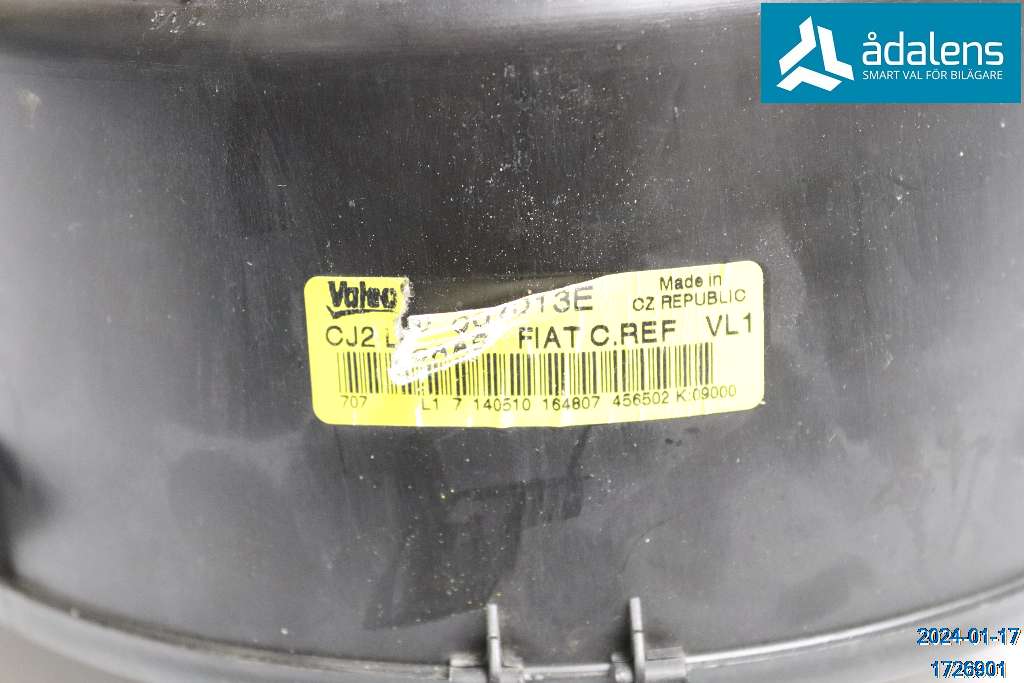 ådalens
SMART VAL FÖR BILÄGARE
Valeo
Made in
CZ REPUBLIC
CJ2 FIAT C.REF VL1
707 L1 7 140510 164807 456502 K:09000
2024-01-17
1726901